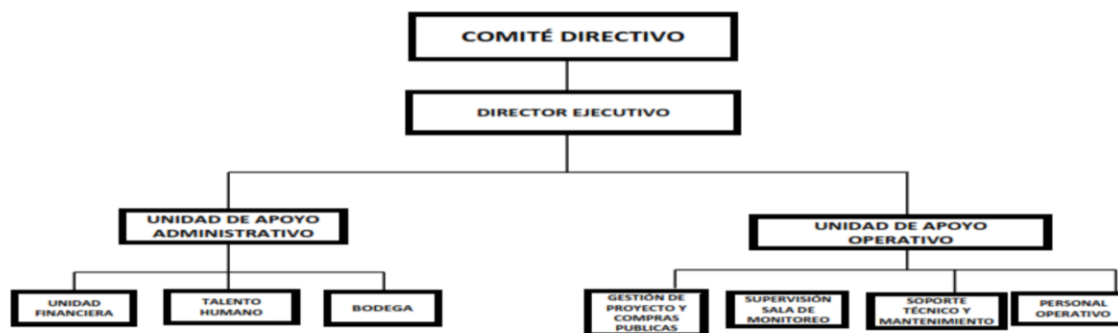 COMITÉ DIRECTIVO
DIRECTOR EJECUTIVO
UNIDAD DE APOYO
ADMINISTRATIVO
UNIDAD DE APOYO
OPERATIVO
UNIDAD
FINANCIERA
TALENTO
HUMANO
BODEGA
GESTIÓN DE
PROYECTO Y
COMPRAS
PUBLICAS
SUPERVISIÓN
SALA DE
MONITOREO
SOPORTE
TÉCNICO Y
MANTENIMIENTO
PERSONAL
OPERATIVO